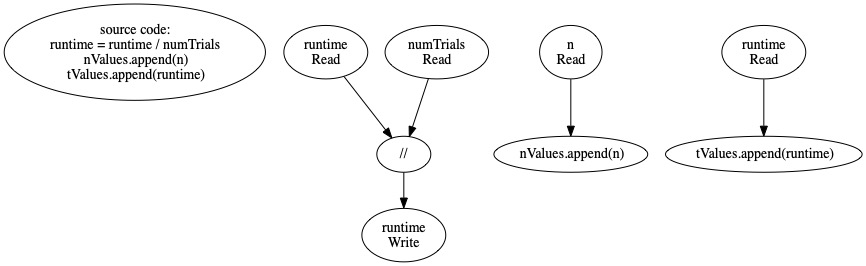 source code:
runtime = runtime / numTrials
nValues.append(n)
tValues.append(runtime)
runtime
Read
numTrials
Read
n
Read
runtime
Read
//
nValues.append(n)
tValues.append(runtime)
runtime
Write